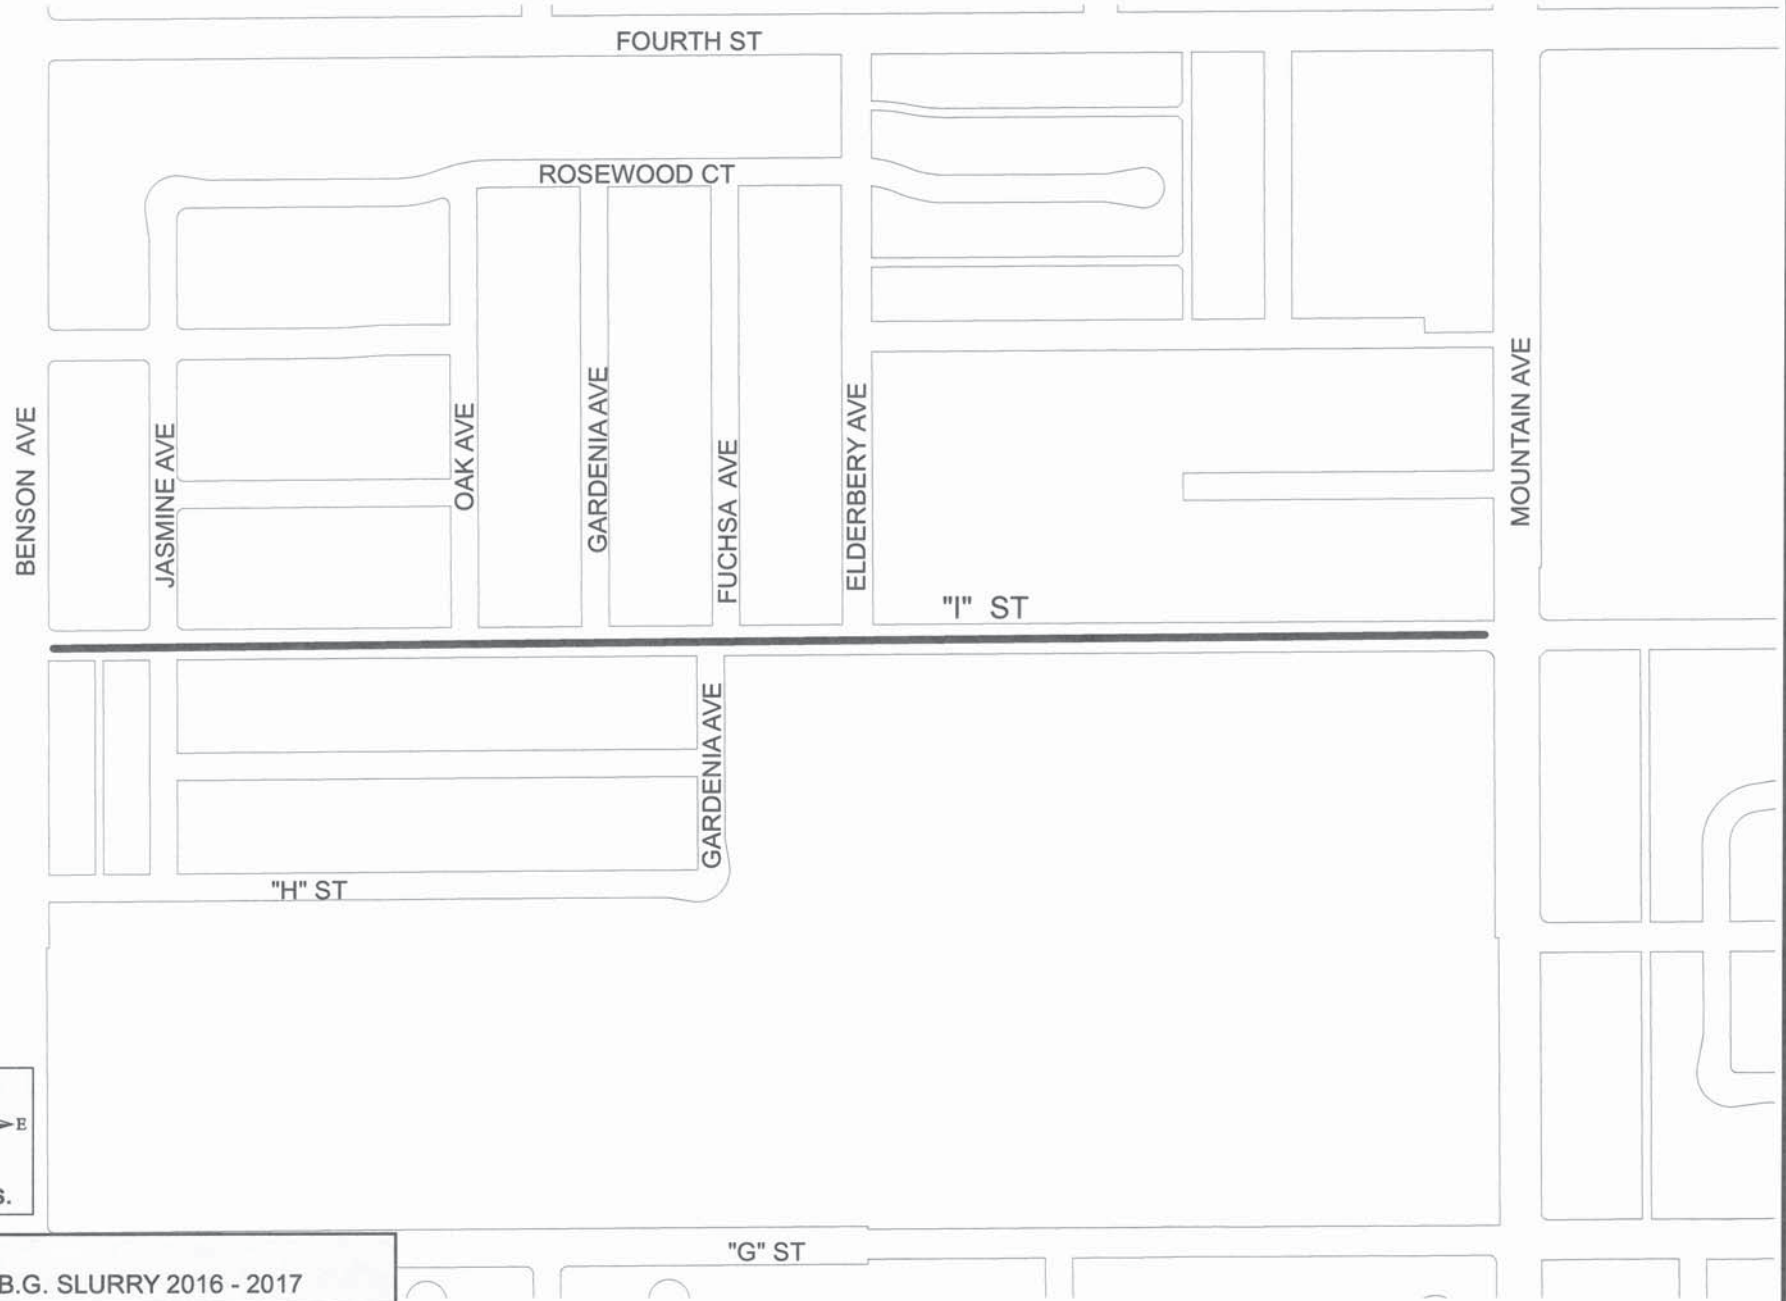 FOURTH ST
ROSEWOOD CT
BENSON AVE
JASMINE AVE
OAK AVE
GARDENIA AVE
FUCHSA AVE
ELDERBERY AVE
MOUNTAIN AVE
"I" ST
GARDENIA AVE
"H" ST
E
S.
"G" ST
B.G. SLURRY 2016 - 2017